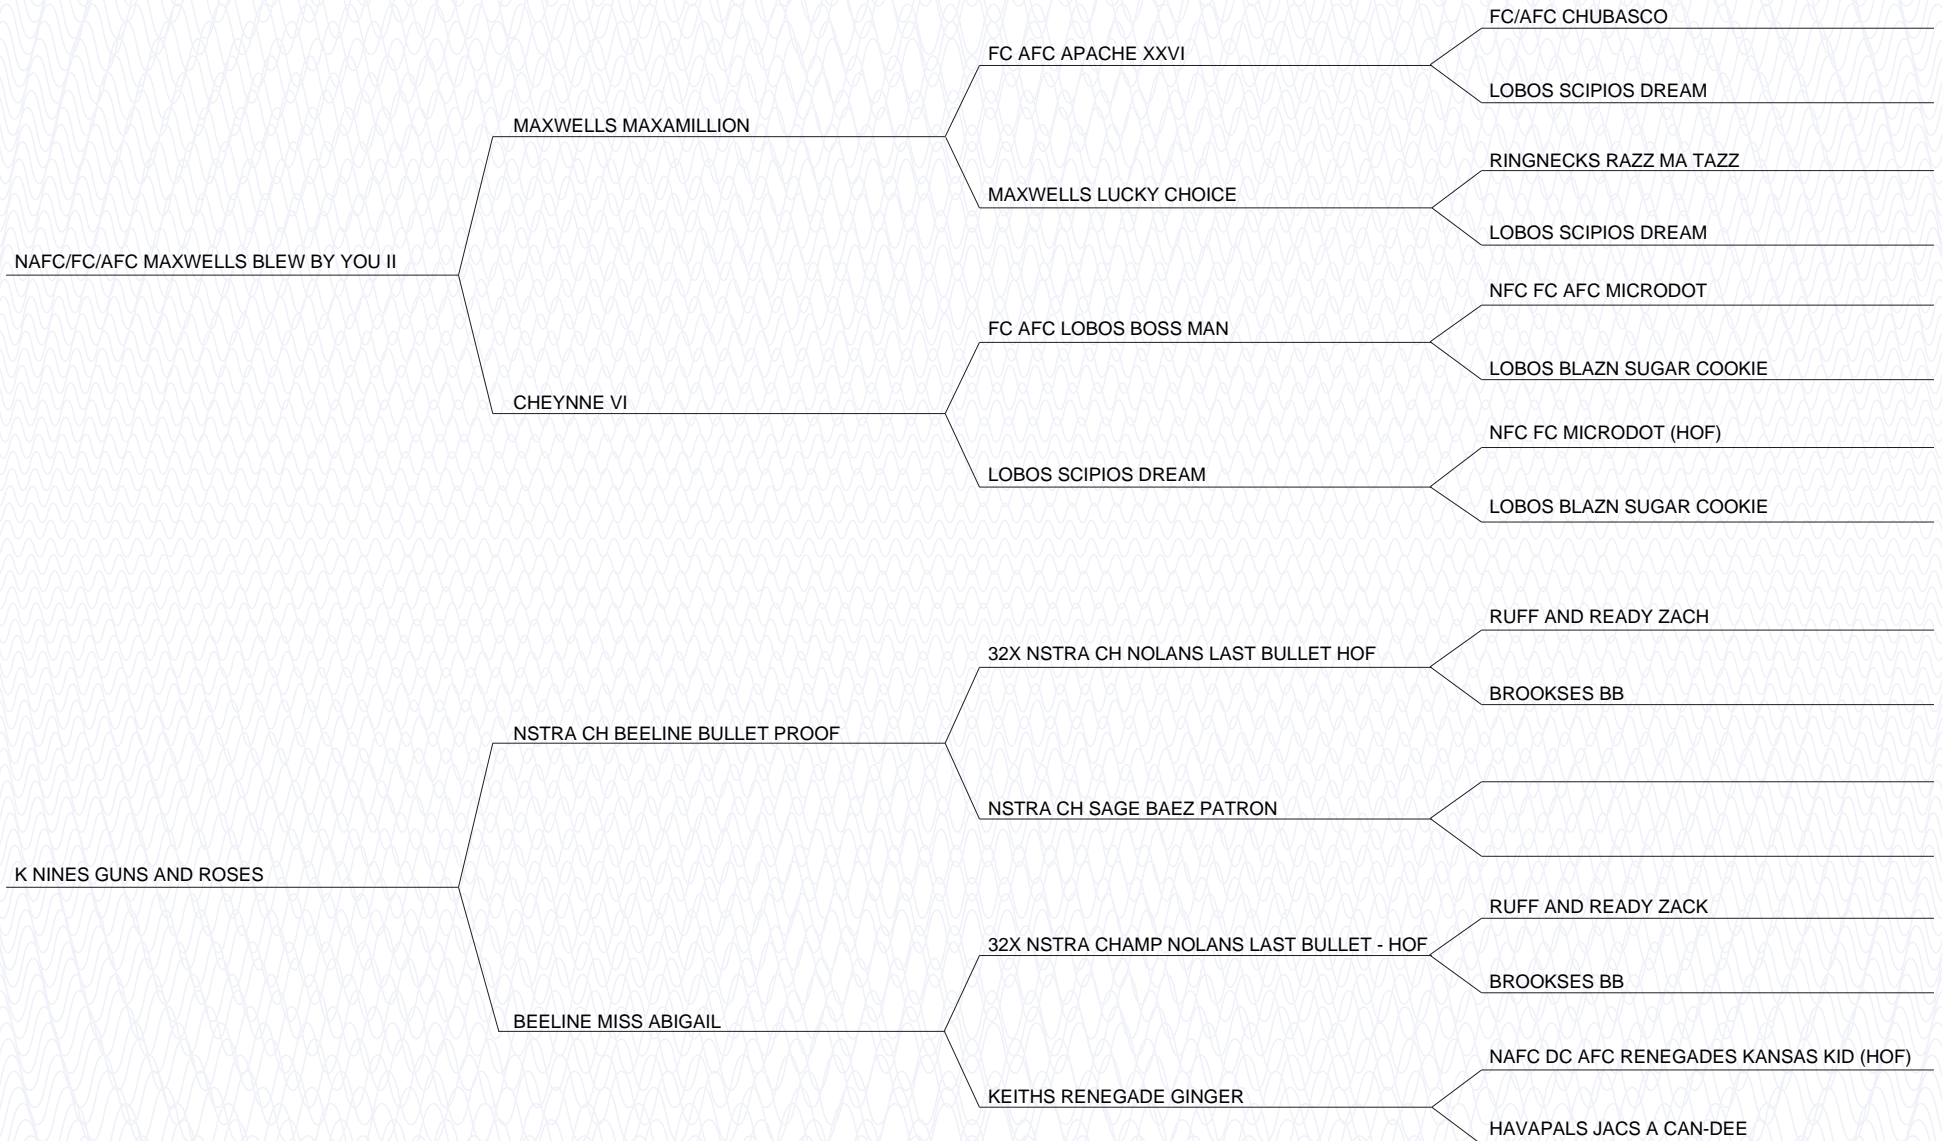 FC/AFC CHUBASCO
FC AFC APACHE XXVI
LOBOS SCIPIOS DREAM
MAXWELLS MAXAMILLION
RINGNECKS RAZZ MA TAZZ
MAXWELLS LUCKY CHOICE
LOBOS SCIPIOS DREAM
NAFC/FC/AFC MAXWELLS BLEW BY YOU II
NFC FC AFC MICRODOT
FC AFC LOBOS BOSS MAN
LOBOS BLAZN SUGAR COOKIE
CHEYNNE VI
NFC FC MICRODOT (HOF)
LOBOS SCIPIOS DREAM
LOBOS BLAZN SUGAR COOKIE
RUFF AND READY ZACH
32X NSTRA CH NOLANS LAST BULLET HOF
BROOKSES BB
NSTRA CH BEELINE BULLET PROOF
NSTRA CH SAGE BAEZ PATRON
K NINES GUNS AND ROSES
RUFF AND READY ZACK
32X NSTRA CHAMP NOLANS LAST BULLET - HOF
BROOKSES BB
BEELINE MISS ABIGAIL
NAFC DC AFC RENEGADES KANSAS KID (HOF)
KEITHS RENEGADE GINGER
HAVAPALS JACS A CAN-DEE